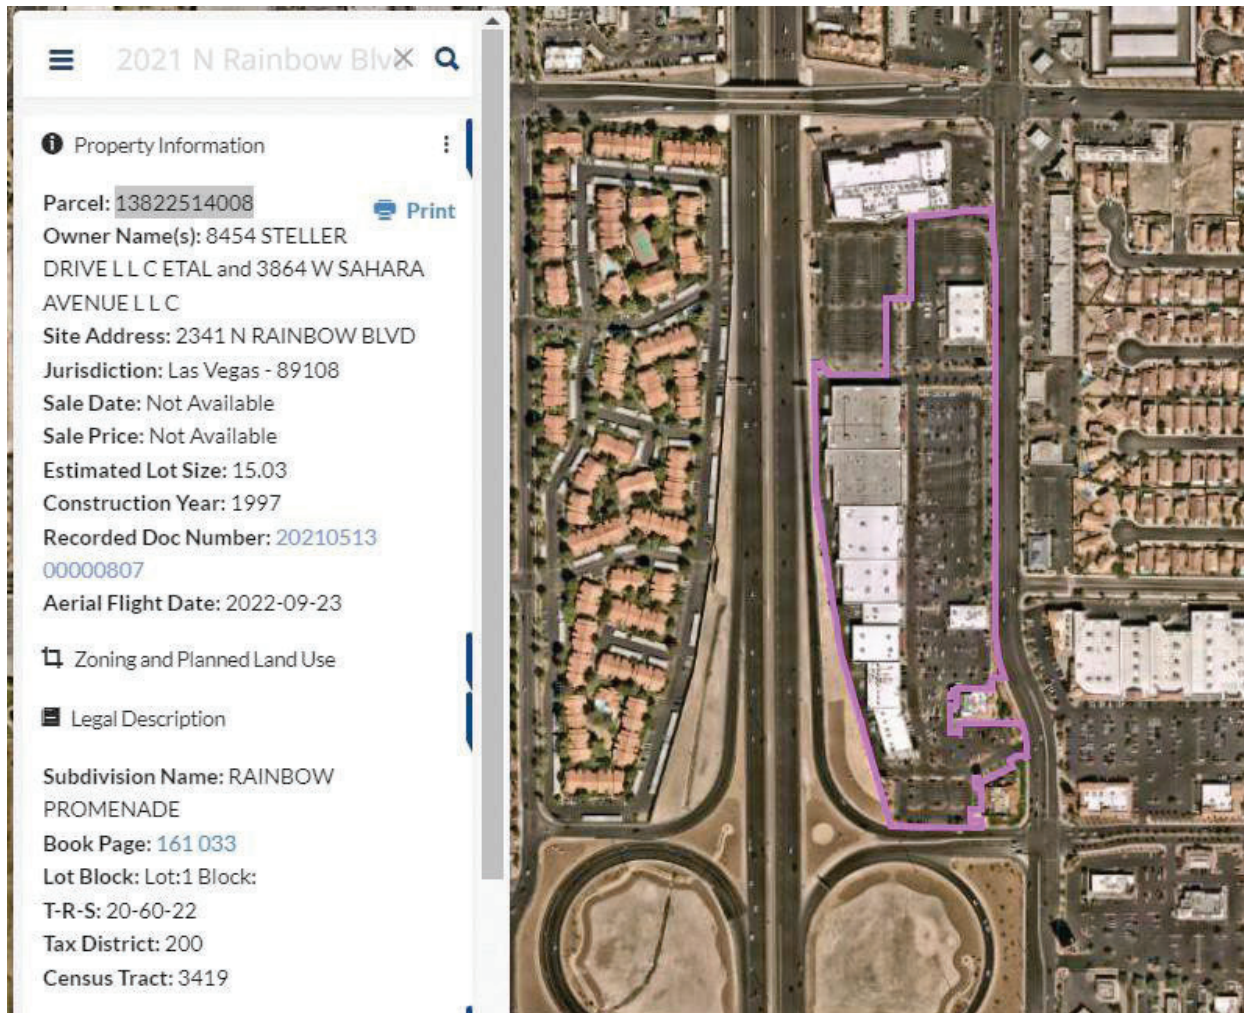 2021 N Rainbow Blvd
Property Information
Parcel: 13822514008
Print
Owner Name(s): 8454 STELLER
DRIVE L L C ETAL and 3864 W SAHARA
AVENUE L L C
Site Address: 2341 N RAINBOW BLVD
Jurisdiction: Las Vegas - 89108
Sale Date: Not Available
Sale Price: Not Available
Estimated Lot Size: 15.03
Construction Year: 1997
Recorded Doc Number: 20210513
00000807
Aerial Flight Date: 2022-09-23
Zoning and Planned Land Use
Legal Description
Subdivision Name: RAINBOW
PROMENADE
Book Page: 161 033
Lot Block: Lot:1 Block:
T-R-S: 20-60-22
Tax District: 200
Census Tract: 3419